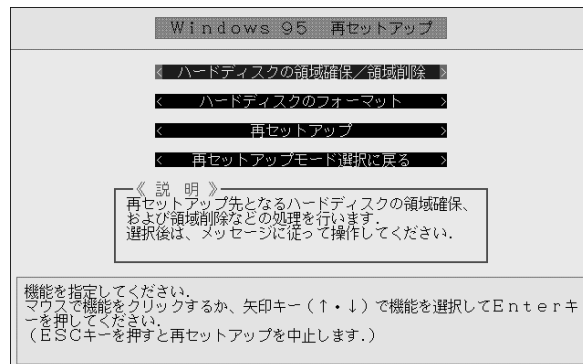 Windows 95 再セットアップ
< ハードディスクの領域確保／領域削除 >
< ハードディスクのフォーマット >
< 再セットアップ >
< 再セットアップモード選択に戻る >
《 説 明 》
再セットアップ先となるハードディスクの領域確保、
および領域削除などの処理を行います．
選択後は、メッセージに従って操作してください．
機能を指定してください．
マウスで機能をクリックするか、矢印キー（↑・↓）で機能を選択してＥｎｔｅｒキ
ーを押してください．
（ＥＳＣキーを押すと再セットアップを中止します．）